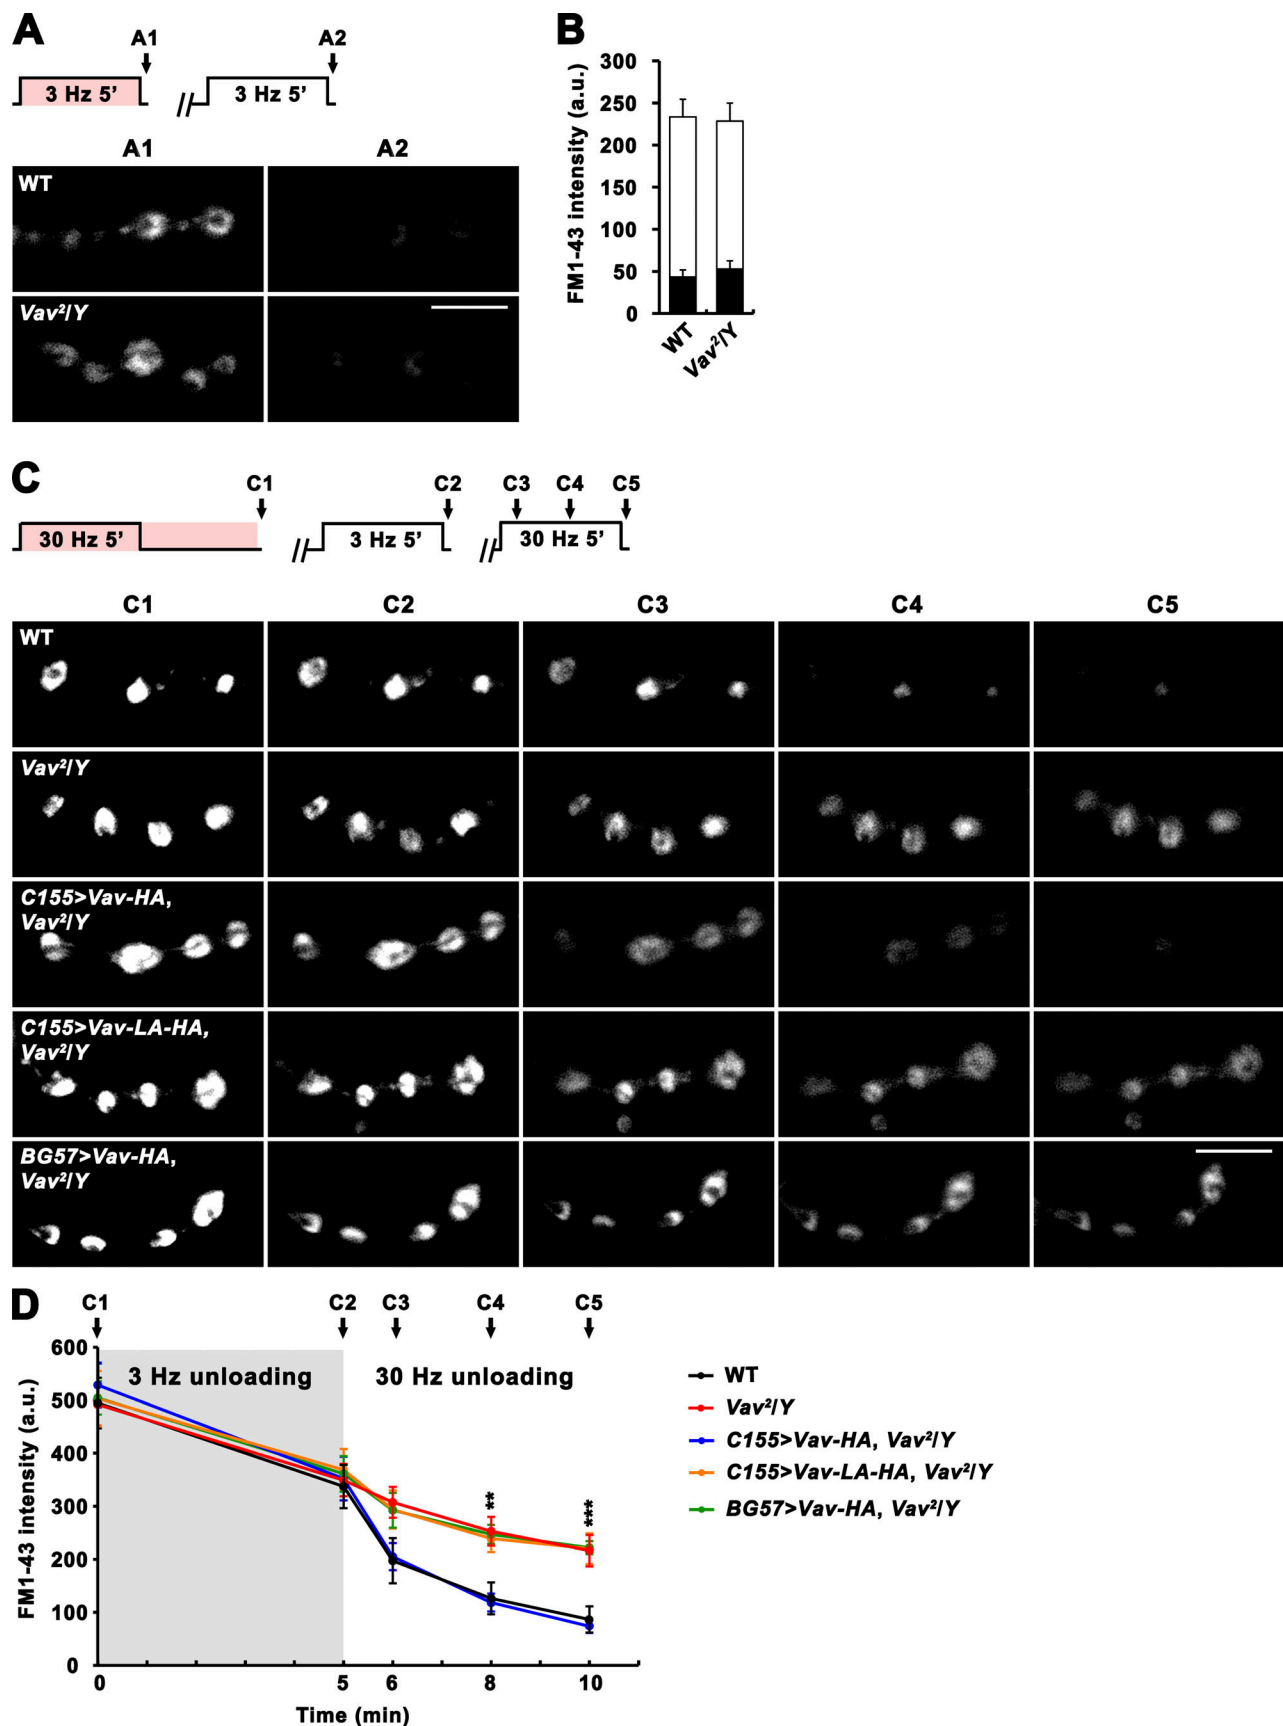 A
A1
A2
3 Hz 5’
3 Hz 5’
A1
A2
WT
Vav²/Y
B
FM1-43 intensity (a.u.)
300
250
200
150
100
50
0
WT
Vav²/Y
C
C1
C2
C3
C4
C5
30 Hz 5’
3 Hz 5’
30 Hz 5’
C1
C2
C3
C4
C5
WT
Vav²/Y
C155>Vav-HA,
Vav²/Y
C155>Vav-LA-HA,
Vav²/Y
BG57>Vav-HA,
Vav²/Y
D
C1
C2
C3
C4
C5
FM1-43 intensity (a.u.)
600
500
400
300
200
100
0
3 Hz unloading
30 Hz unloading
**
***
0
5
6
8
10
Time (min)
WT
Vav²/Y
C155>Vav-HA, Vav²/Y
C155>Vav-LA-HA, Vav²/Y
BG57>Vav-HA, Vav²/Y